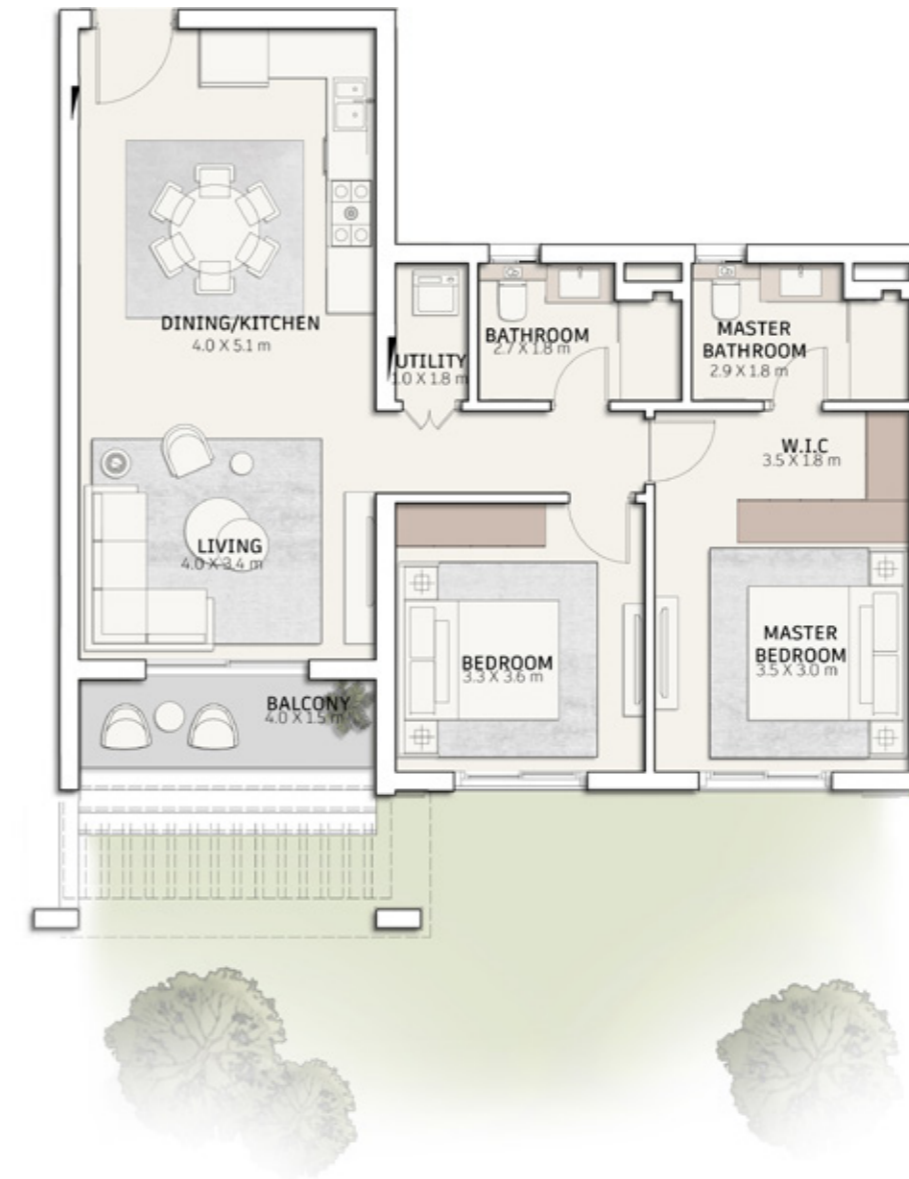 DINING/KITCHEN
4.0 X 5.1 m
UTILITY
1.0 X 1.8 m
BATHROOM
2.7 X 1.8 m
MASTER
BATHROOM
2.9 X 1.8 m
W.I.C
3.5 X 1.8 m
LIVING
4.0 X 3.4 m
BEDROOM
3.3 X 3.6 m
MASTER
BEDROOM
3.5 X 3.0 m
BALCONY
4.0 X 1.5 m